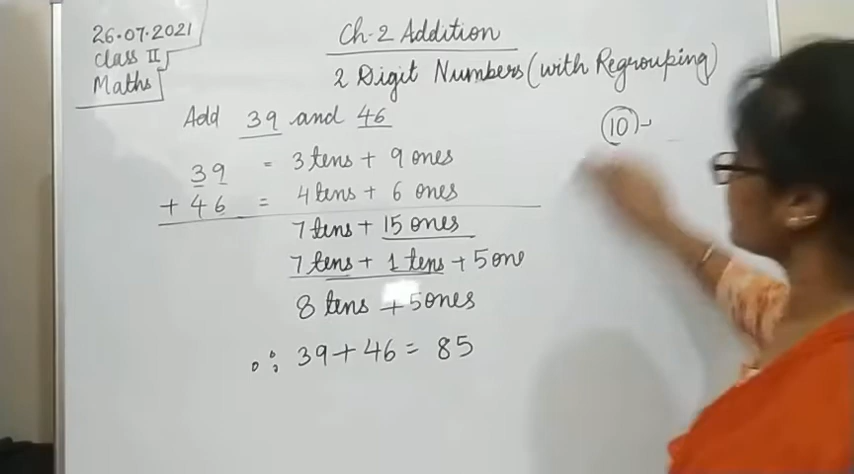 26.07.2021
Class II
Maths
Ch-2 Addition
2 Digit Numbers (with Regrouping)
Add 39 and 46
39 = 3 tens + 9 ones
+ 46 = 4 tens + 6 ones
7 tens + 15 ones
7 tens + 1 tens + 5 one
8 tens + 5 ones
∴ 39 + 46 = 85
10 -